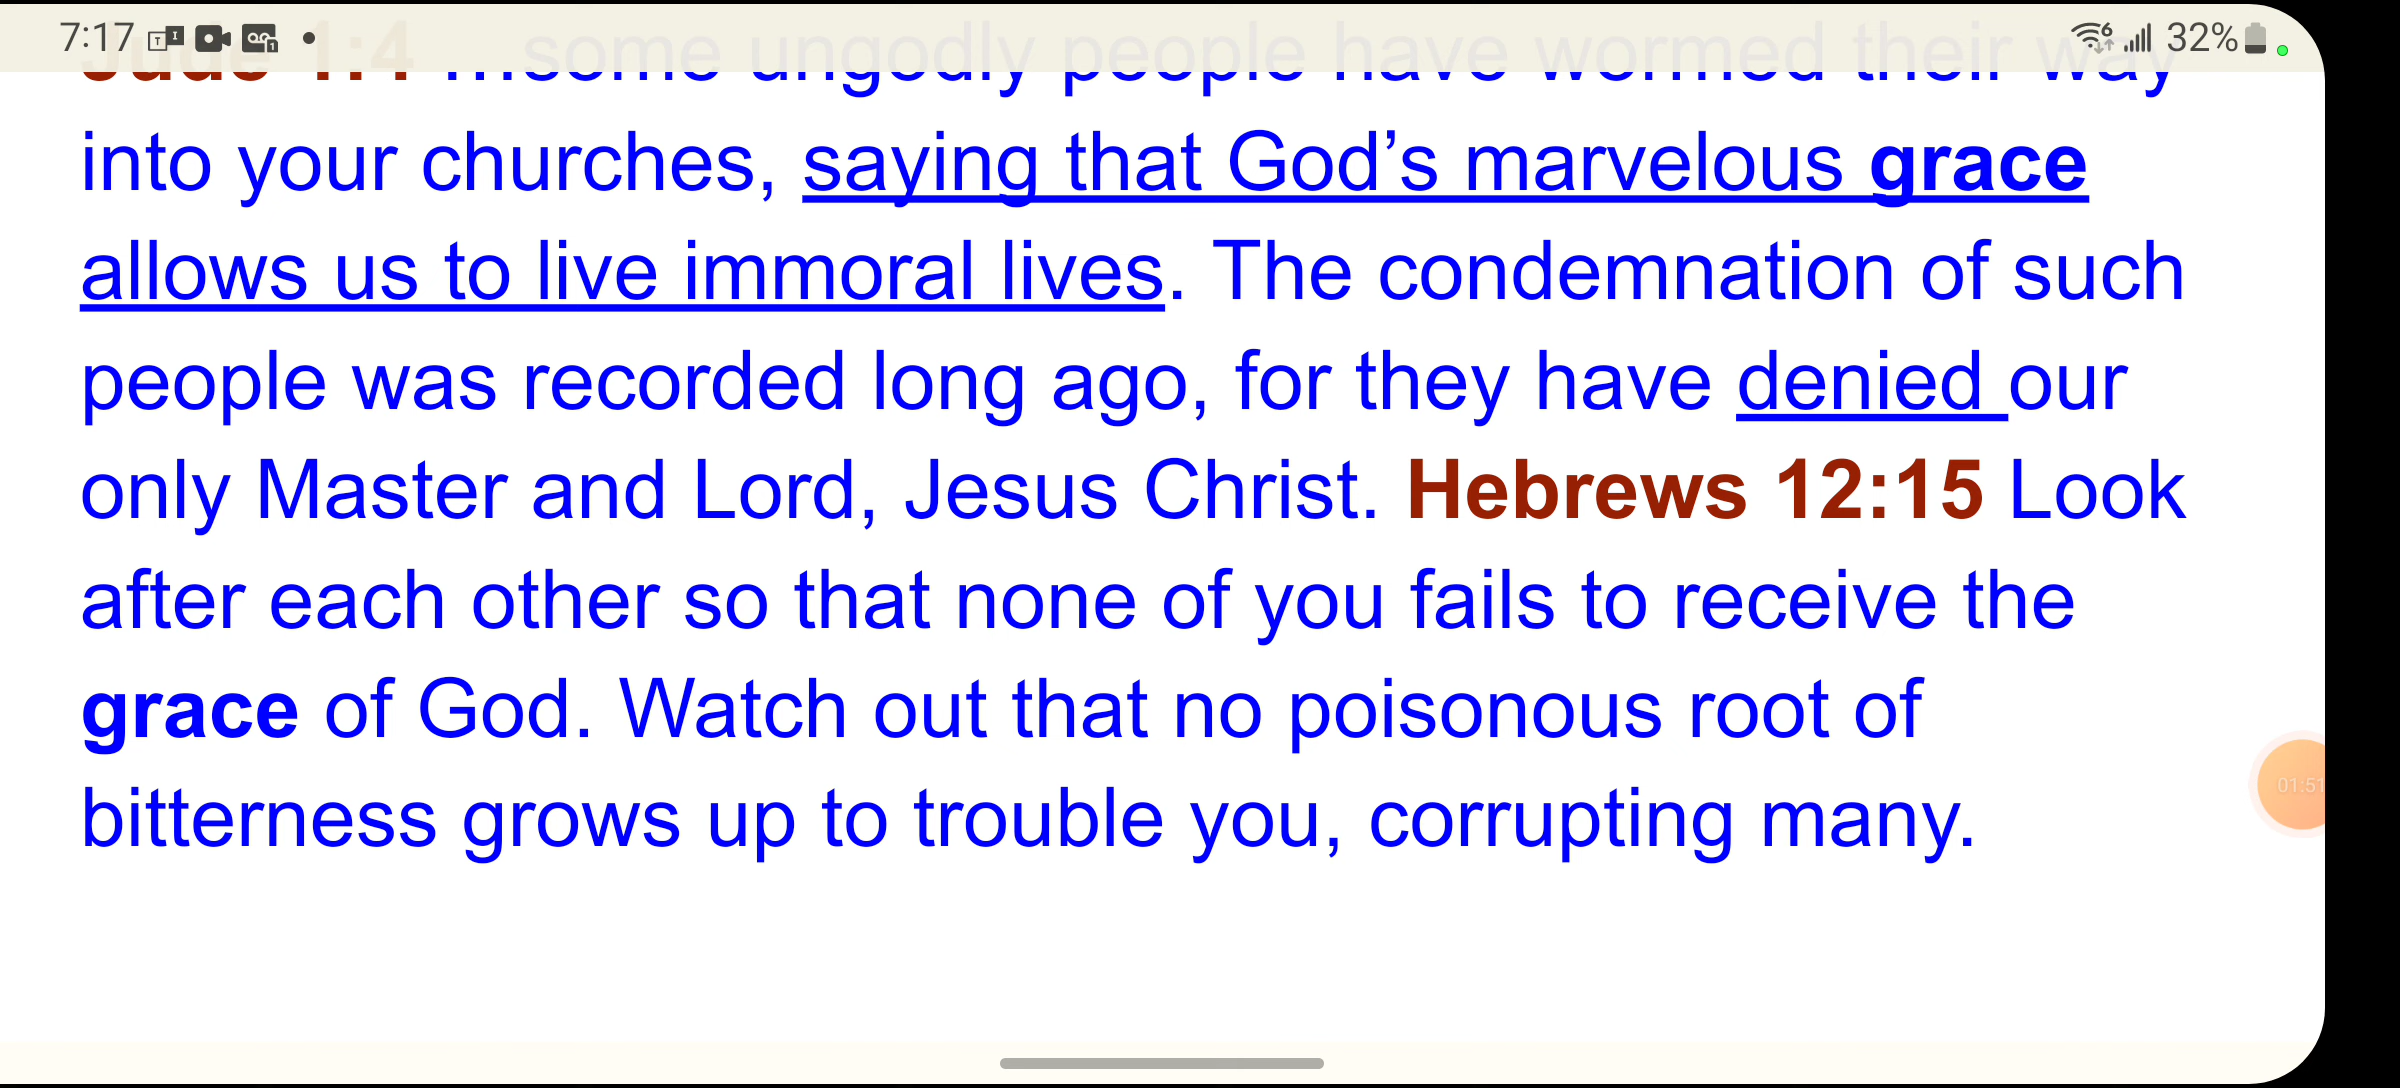 7:17 32%
Jude 1:4 some ungodly people have wormed their way
into your churches, saying that God’s marvelous grace
allows us to live immoral lives. The condemnation of such
people was recorded long ago, for they have denied our
only Master and Lord, Jesus Christ. Hebrews 12:15 Look
after each other so that none of you fails to receive the
grace of God. Watch out that no poisonous root of
bitterness grows up to trouble you, corrupting many.
01:51